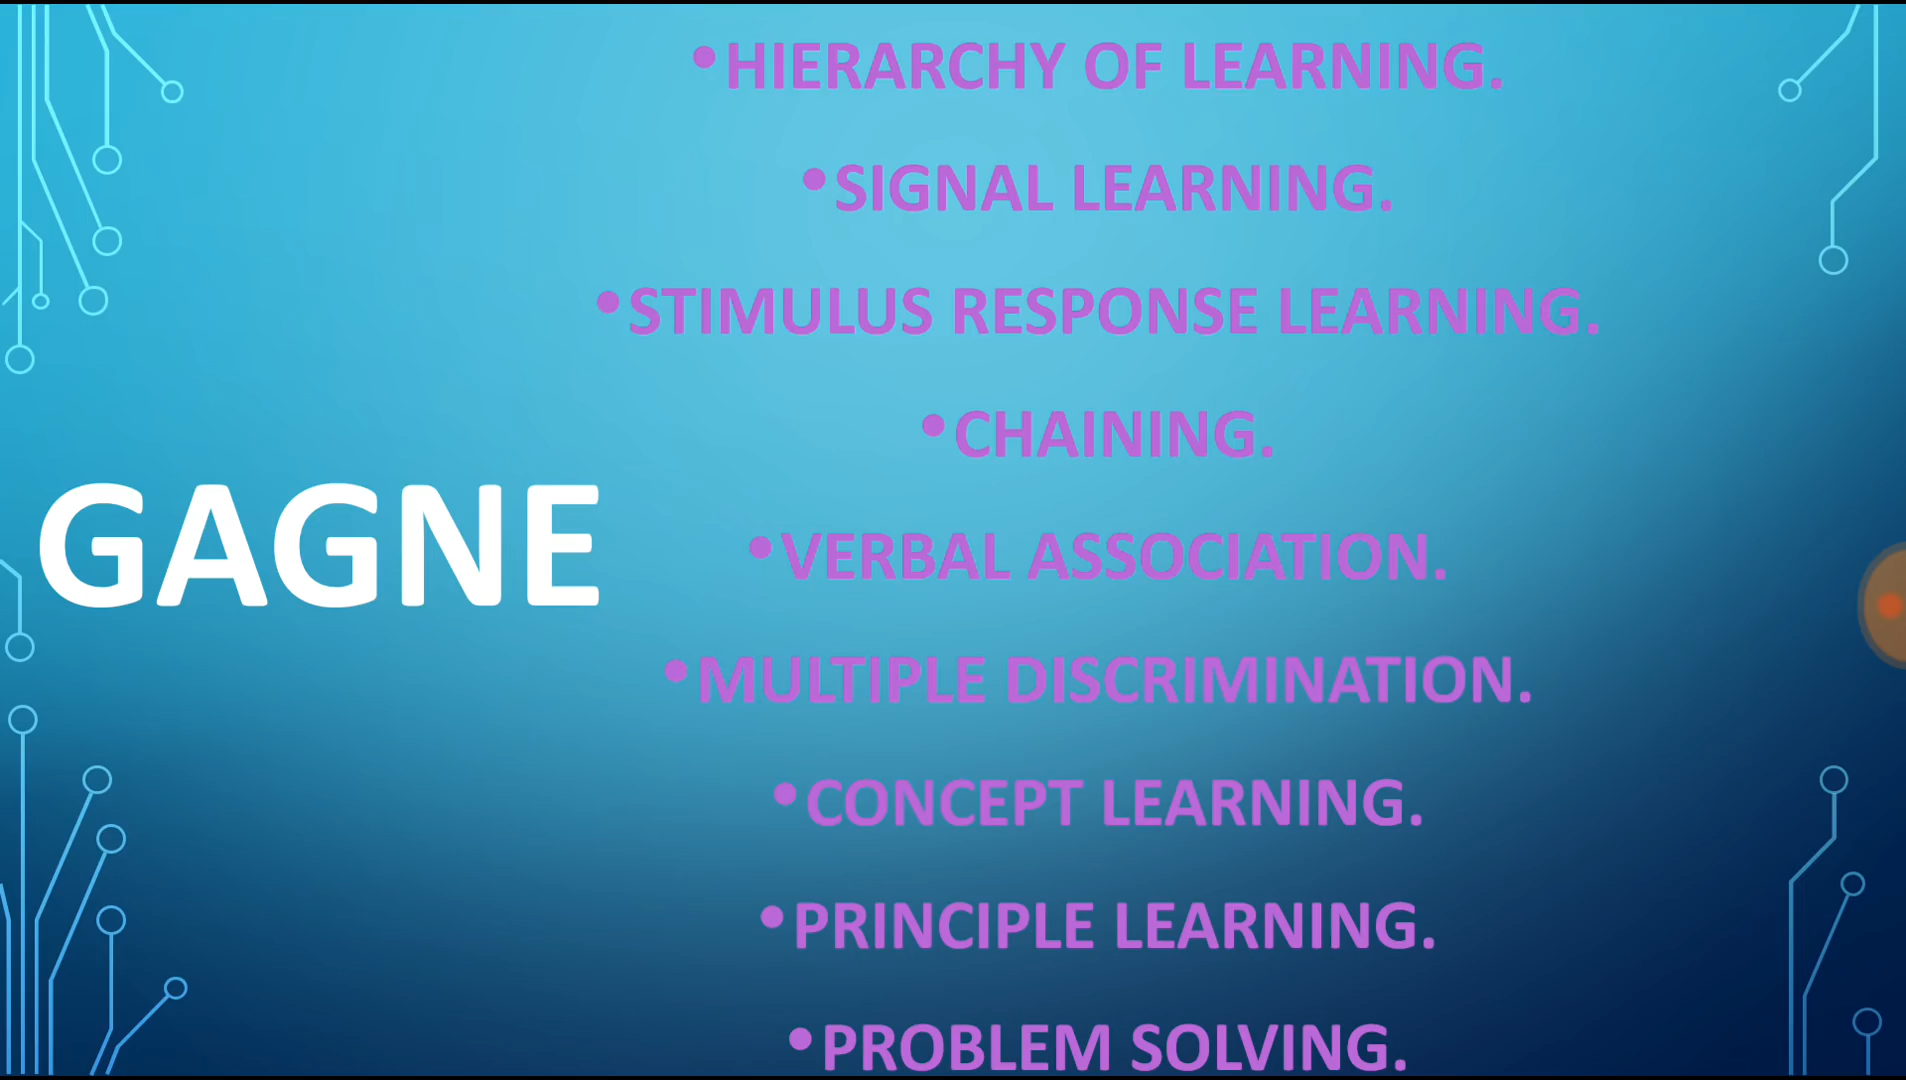 GAGNE
•HIERARCHY OF LEARNING.
•SIGNAL LEARNING.
•STIMULUS RESPONSE LEARNING.
•CHAINING.
•VERBAL ASSOCIATION.
•MULTIPLE DISCRIMINATION.
•CONCEPT LEARNING.
•PRINCIPLE LEARNING.
•PROBLEM SOLVING.